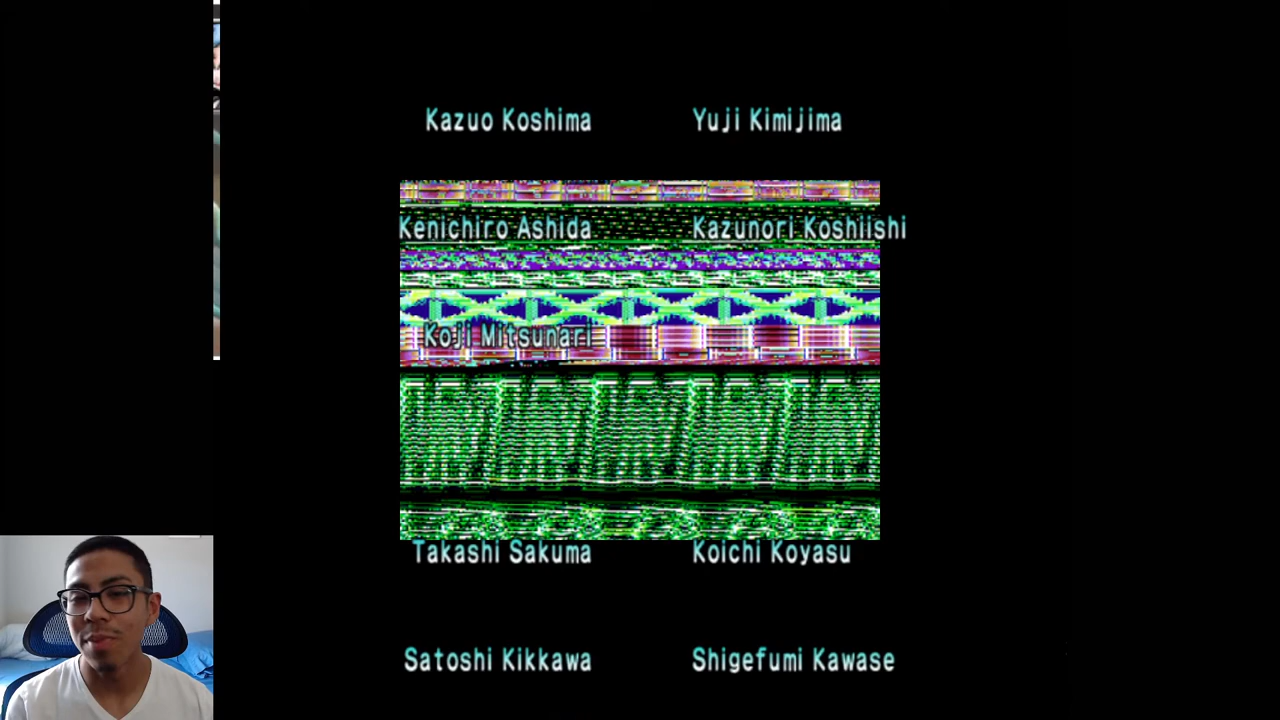 Kazuo Koshima Yuji Kimijima
Kenichiro Ashida Kazunori Koshiishi
Koji Mitsunari
Takashi Sakuma Koichi Koyasu
Satoshi Kikkawa Shigefumi Kawase